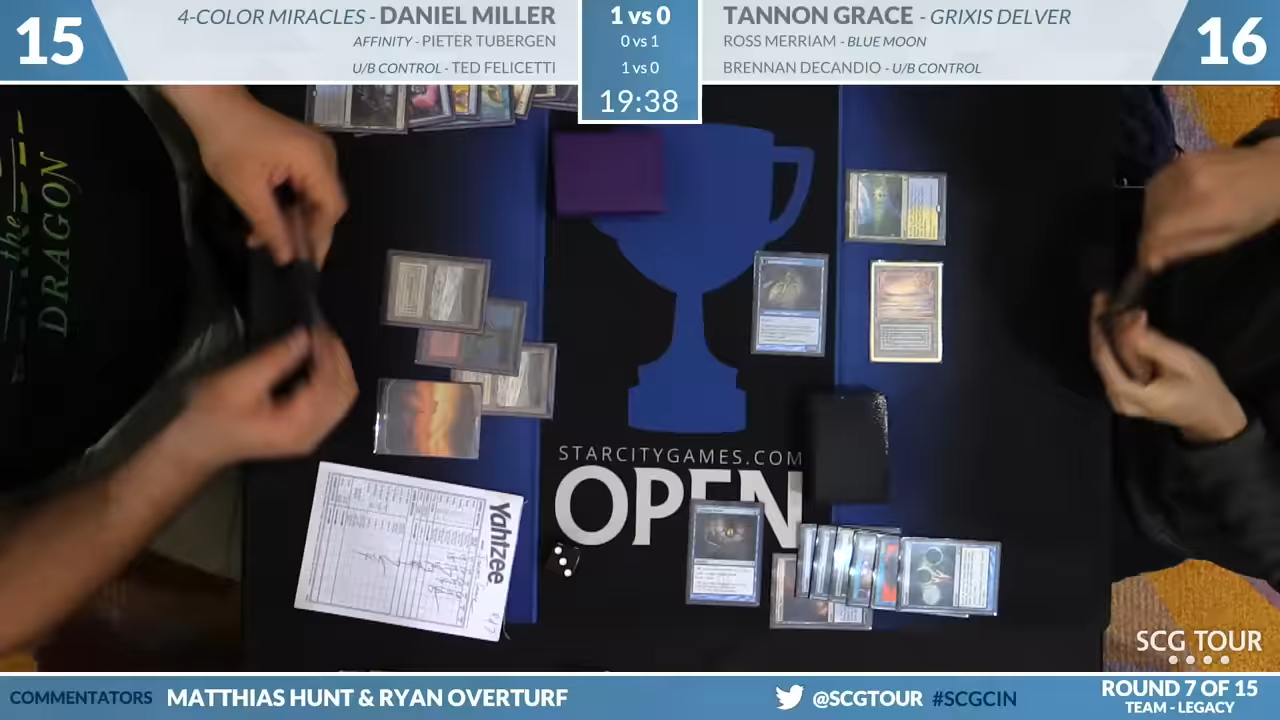 15
4-COLOR MIRACLES - DANIEL MILLER
AFFINITY - PIETER TUBERGEN
U/B CONTROL - TED FELICETTI
1 vs 0
0 vs 1
1 vs 0
19:38
TANNON GRACE - GRIXIS DELVER
ROSS MERRIAM - BLUE MOON
BRENNAN DECANDIO - U/B CONTROL
16
the
DRAGON
STARCITYGAMES.COM
OPEN
Yahtzee
SCG TOUR
COMMENTATORS MATTHIAS HUNT & RYAN OVERTURF
@SCGTOUR #SCGCIN
ROUND 7 OF 15
TEAM - LEGACY